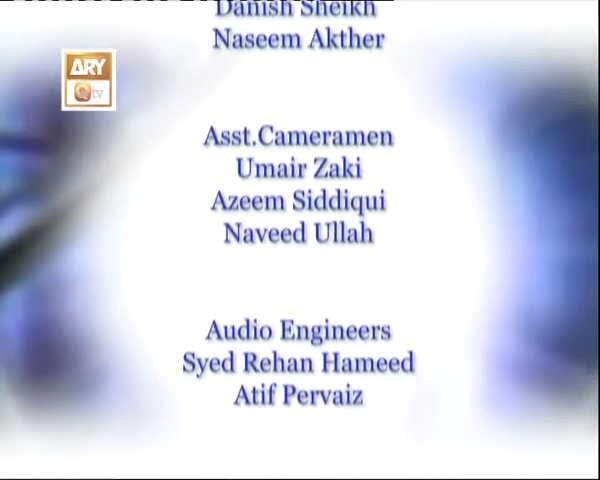 Danish Sheikh
Naseem Akther
ARY
Qtv
Asst.Cameramen
Umair Zaki
Azeem Siddiqui
Naveed Ullah
Audio Engineers
Syed Rehan Hameed
Atif Pervaiz